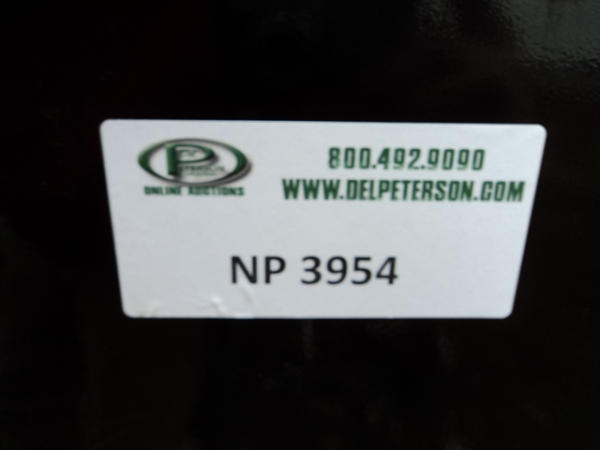 800.492.9090
ONLINE AUCTIONS
WWW.DELPETERSON.COM
NP 3954